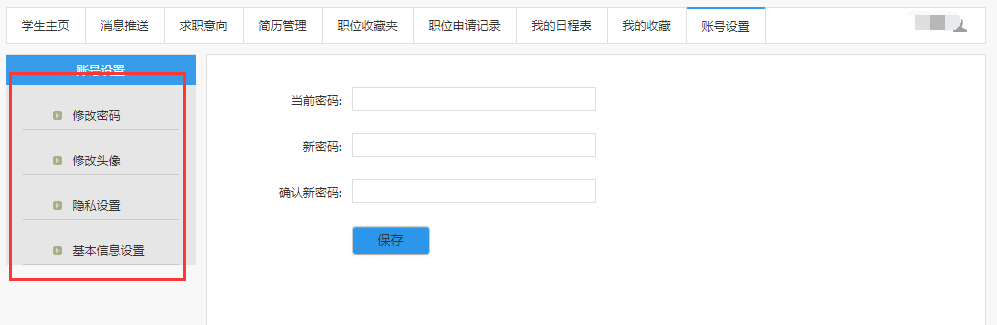 学生主页 消息推送 求职意向 简历管理 职位收藏夹 职位申请记录 我的日程表 我的收藏 账号设置
账号设置
修改密码
修改头像
隐私设置
基本信息设置
当前密码:
新密码:
确认新密码:
保存